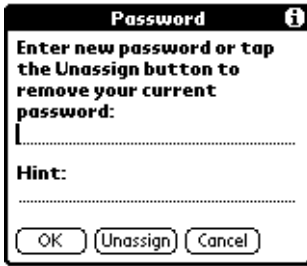 Password i
Enter new password or tap
the Unassign button to
remove your current
password:
Hint:
OK Unassign Cancel